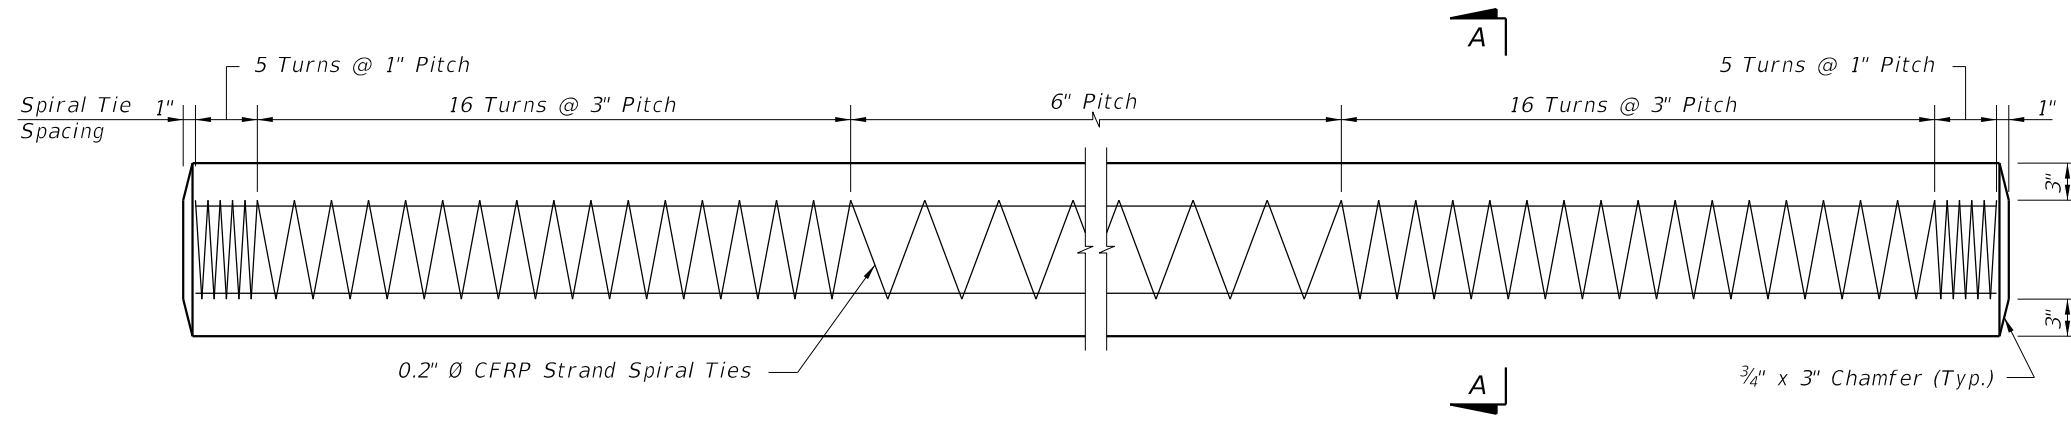 A
5 Turns @ 1" Pitch
5 Turns @ 1" Pitch
Spiral Tie
Spacing
1"
16 Turns @ 3" Pitch
6" Pitch
16 Turns @ 3" Pitch
1"
3"
3"
0.2" Ø CFRP Strand Spiral Ties
A
¾" x 3" Chamfer (Typ.)